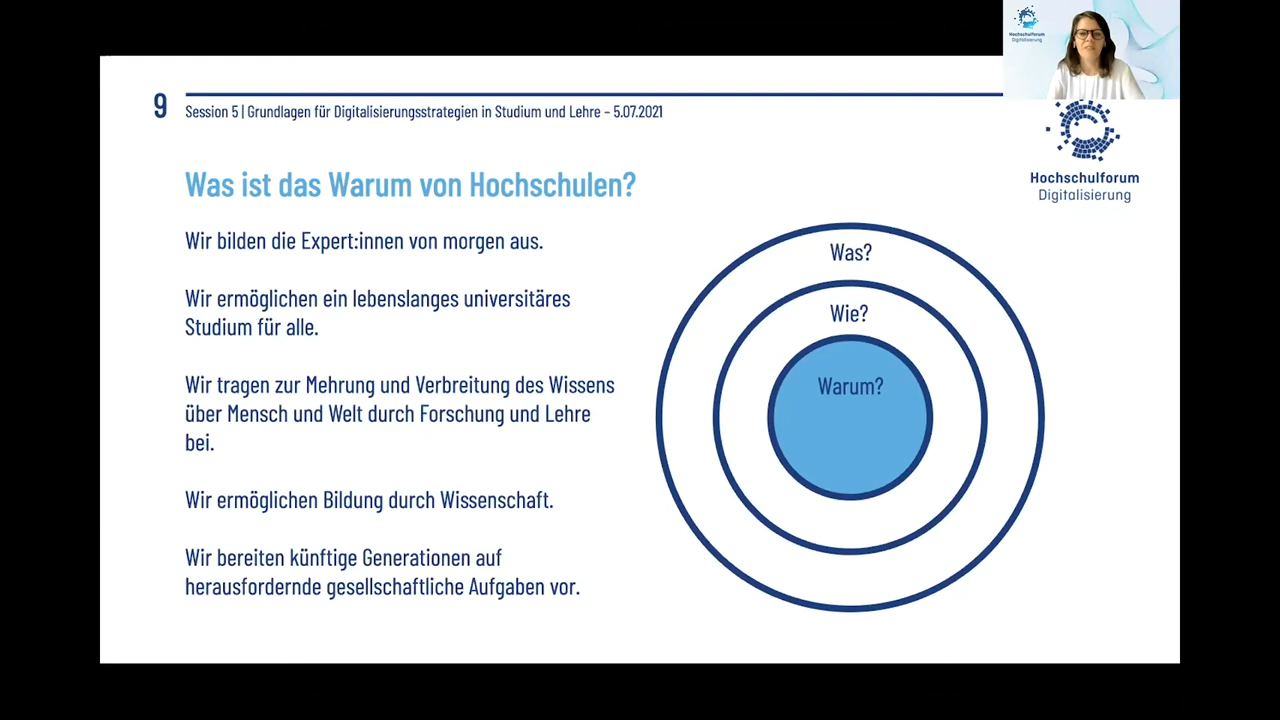 Hochschulforum
Digitalisierung
9
Session 5 | Grundlagen für Digitalisierungsstrategien in Studium und Lehre – 5.07.2021
Hochschulforum
Digitalisierung
Was ist das Warum von Hochschulen?
Wir bilden die Expert:innen von morgen aus.
Wir ermöglichen ein lebenslanges universitäres
Studium für alle.
Wir tragen zur Mehrung und Verbreitung des Wissens
über Mensch und Welt durch Forschung und Lehre
bei.
Wir ermöglichen Bildung durch Wissenschaft.
Wir bereiten künftige Generationen auf
herausfordernde gesellschaftliche Aufgaben vor.
Was?
Wie?
Warum?